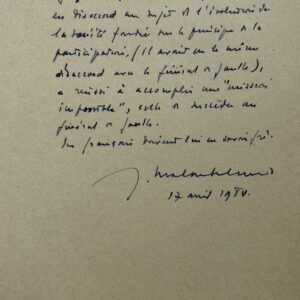 en désaccord au sujet de l'évolution de
la société fondée sur le principe de la
participation, (il avait eu le même
désaccord avec le général de Gaulle),
a réussi à accomplir une "mission
impossible", celle de succéder au
général de Gaulle.
Les français doivent lui en savoir gré.
17 avril 1984.